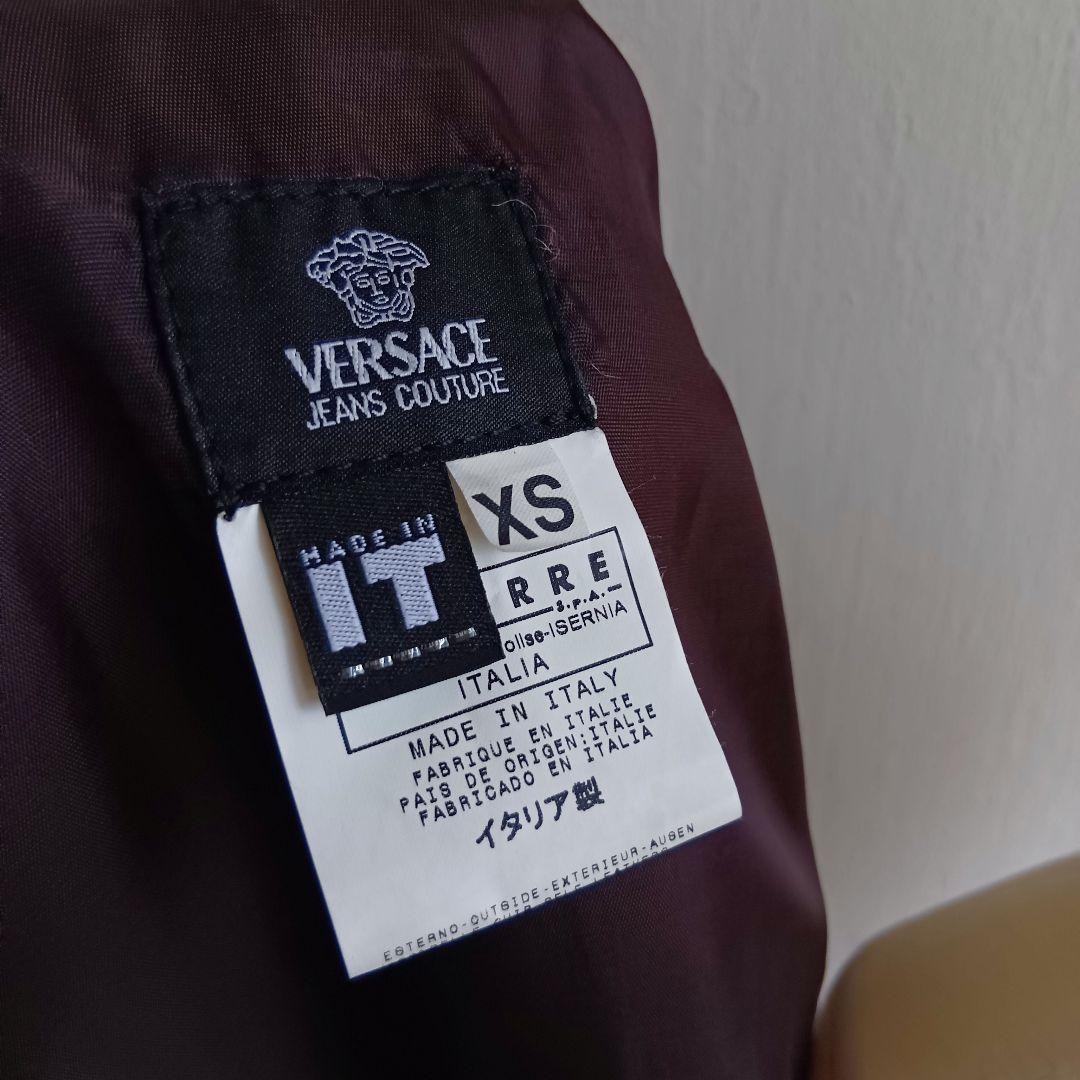 VERSACE
JEANS COUTURE
XS
MADE IN
IT
RRE
S.P.A.
olise-ISERNIA
ITALIA
MADE IN ITALY
FABRIQUE EN ITALIE
PAIS DE ORIGEN:ITALIE
FABRICADO EN ITALIA
イタリア製
ESTERNO-OUTSIDE-EXTERIEUR-AUSEN